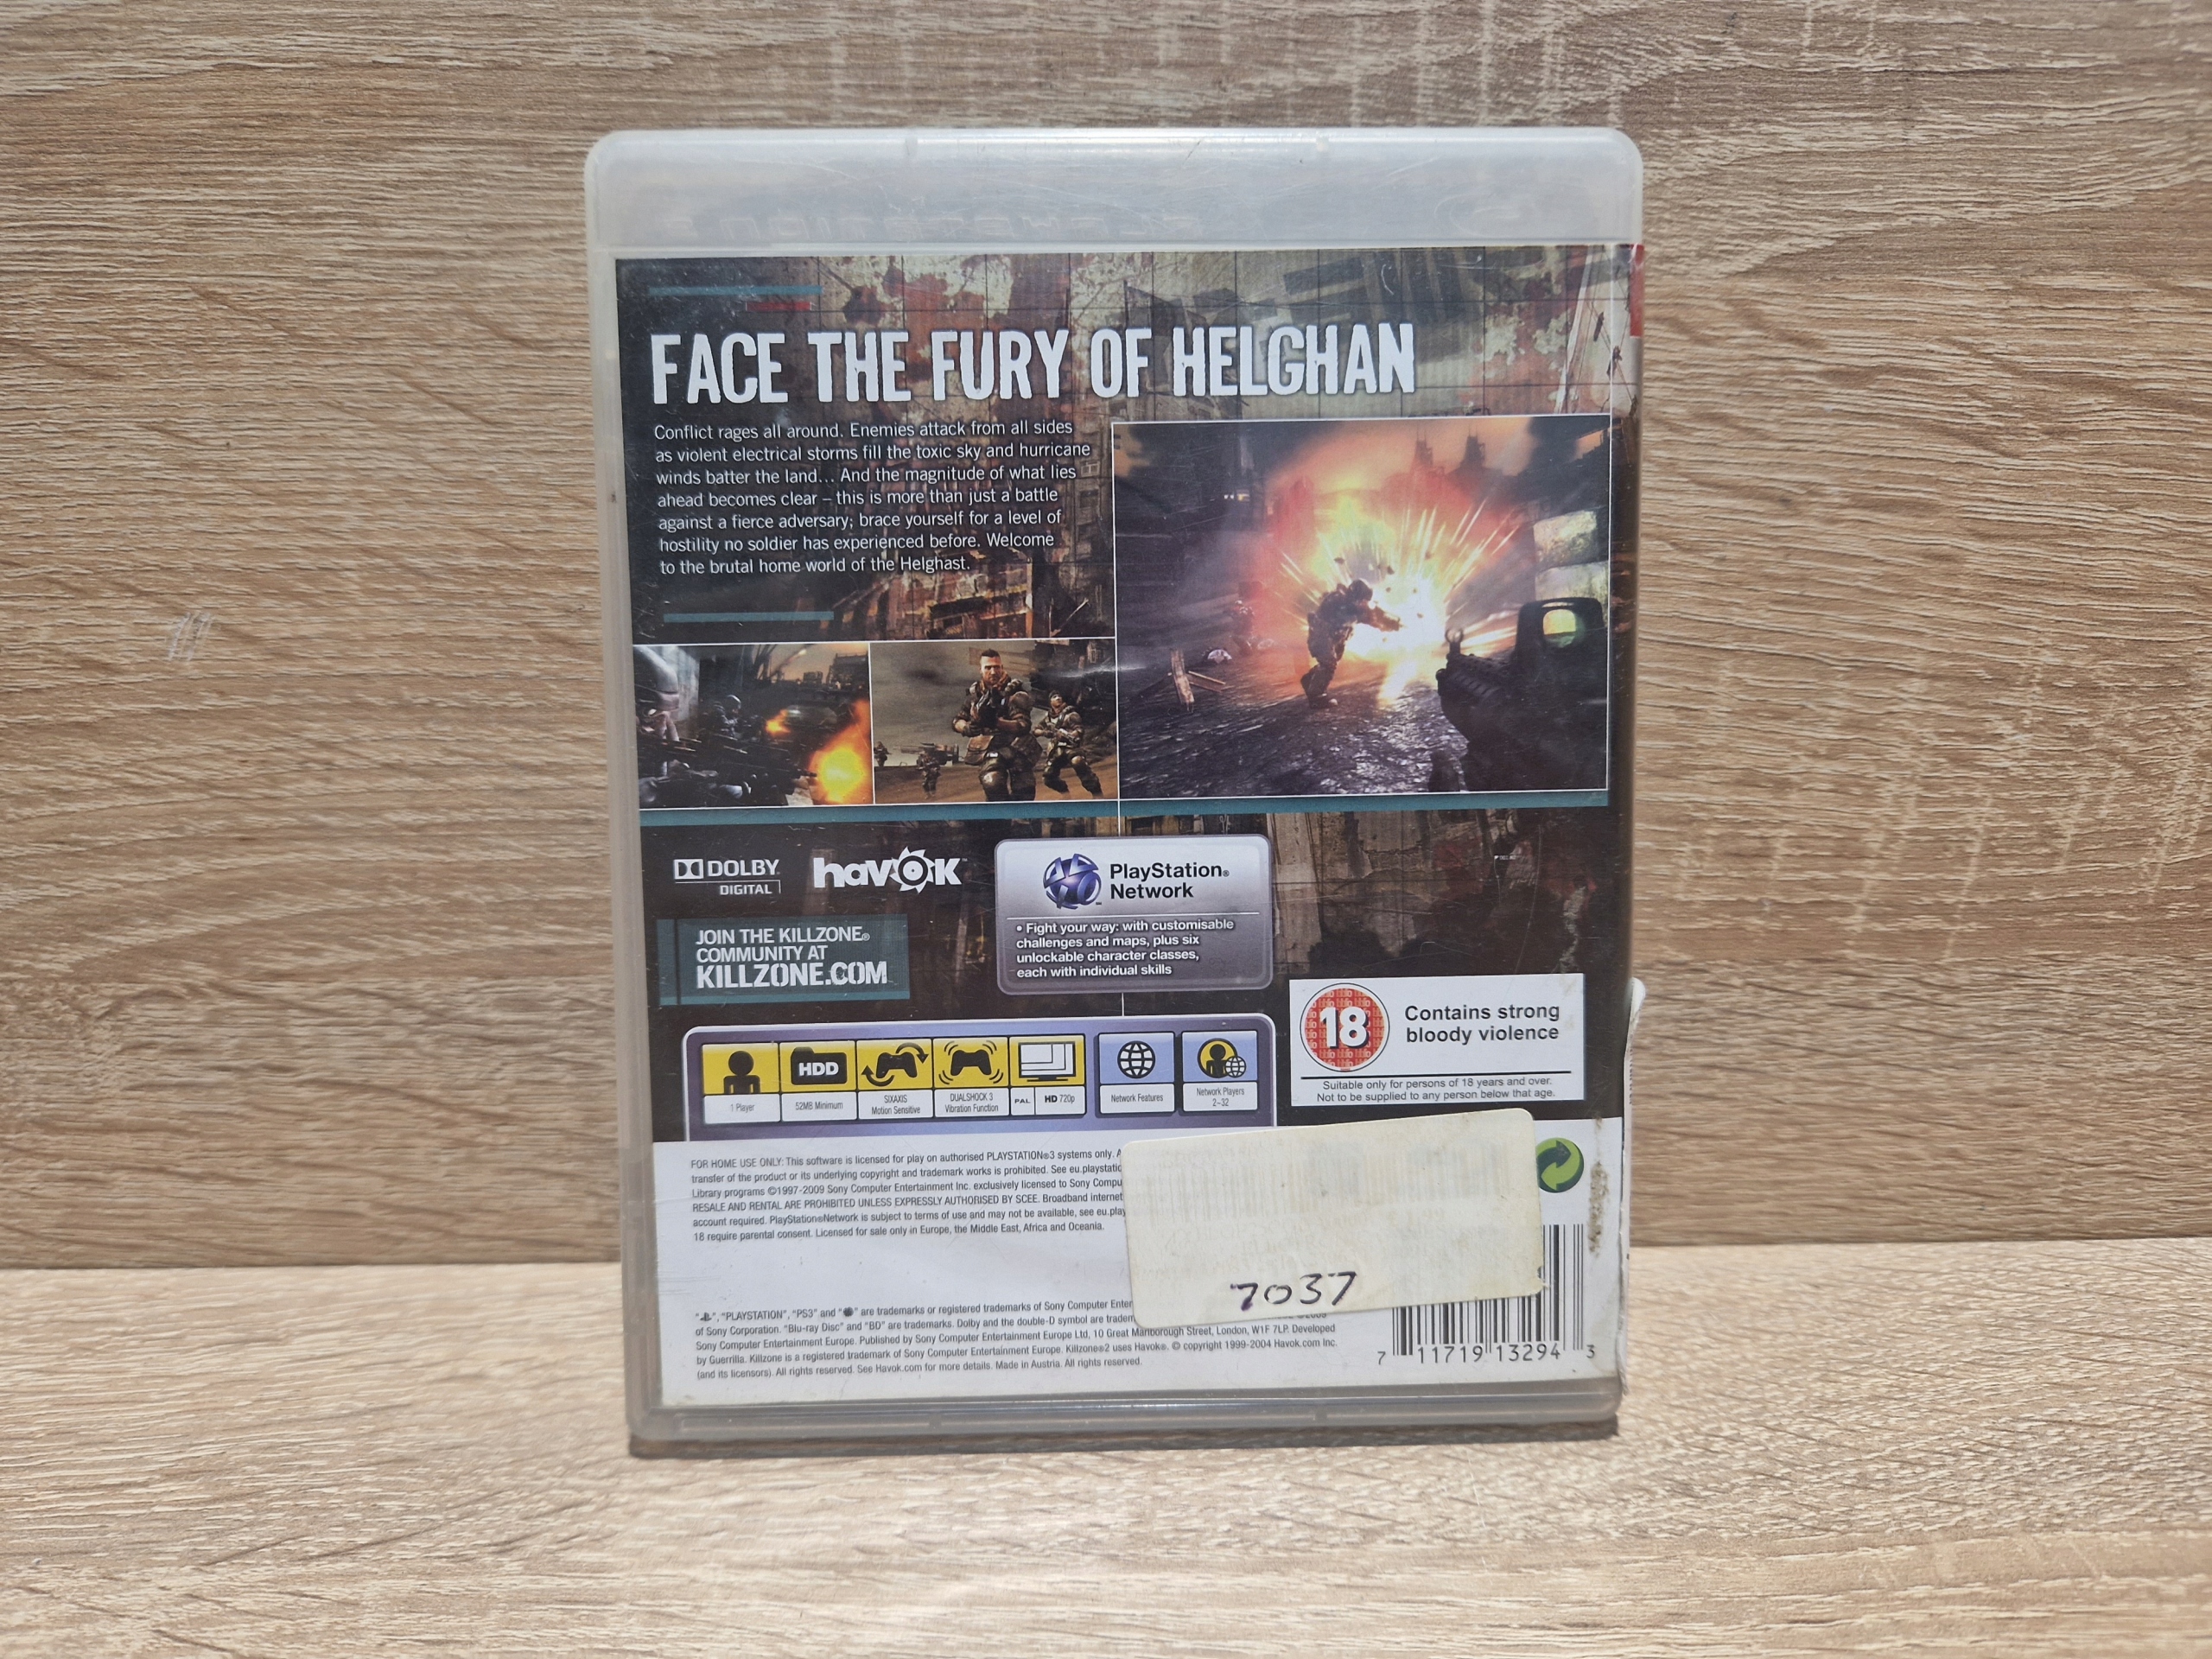 FACE THE FURY OF HELGHAN
Conflict rages all around. Enemies attack from all sides
as violent electrical storms fill the toxic sky and hurricane
winds batter the land... And the magnitude of what lies
ahead becomes clear – this is more than just a battle
against a fierce adversary; brace yourself for a level of
hostility no soldier has experienced before. Welcome
to the brutal home world of the Helghast.
DOLBY
DIGITAL
havok™
PlayStation®
Network
• Fight your way: with customisable
challenges and maps, plus six
unlockable character classes,
each with individual skills
JOIN THE KILLZONE®
COMMUNITY AT
KILLZONE.COM
18
Contains strong
bloody violence
Suitable only for persons of 18 years and over.
Not to be supplied to any person below that age.
HDD
1 Player
52MB Minimum
SIXAXIS
Motion Sensitive
DUALSHOCK 3
Vibration Function
PAL
HD 720p
Network Features
Network Players
2-32
FOR HOME USE ONLY: This software is licensed for play on authorised PLAYSTATION®3 systems only. A
transfer of the product or its underlying copyright and trademark works is prohibited. See eu.playstatic
Library programs ©1997-2009 Sony Computer Entertainment Inc. exclusively licensed to Sony Compu
RESALE AND RENTAL ARE PROHIBITED UNLESS EXPRESSLY AUTHORISED BY SCEE. Broadband internet
account required. PlayStation®Network is subject to terms of use and may not be available, see eu.play
18 require parental consent. Licensed for sale only in Europe, the Middle East, Africa and Oceania.
7037
", "PLAYSTATION", "PS3" and " " are trademarks or registered trademarks of Sony Computer Enter
of Sony Corporation. "Blu-ray Disc" and "BD" are trademarks. Dolby and the double-D symbol are tradem
Sony Computer Entertainment Europe. Published by Sony Computer Entertainment Europe Ltd, 10 Great Marlborough Street, London, W1F 7LP. Developed
by Guerrilla. Killzone is a registered trademark of Sony Computer Entertainment Europe. Killzone®2 uses Havok®. © copyright 1999-2004 Havok.com Inc.
(and its licensors). All rights reserved. See Havok.com for more details. Made in Austria. All rights reserved.
7 11719 13294 3